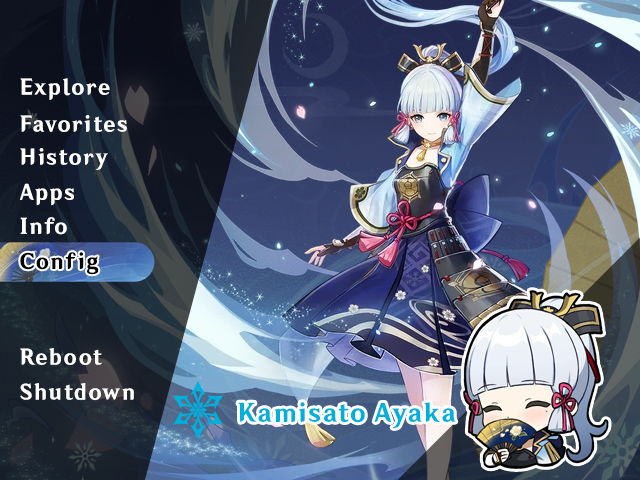 Explore
Favorites
History
Apps
Info
Config
Reboot
Shutdown
Kamisato Ayaka